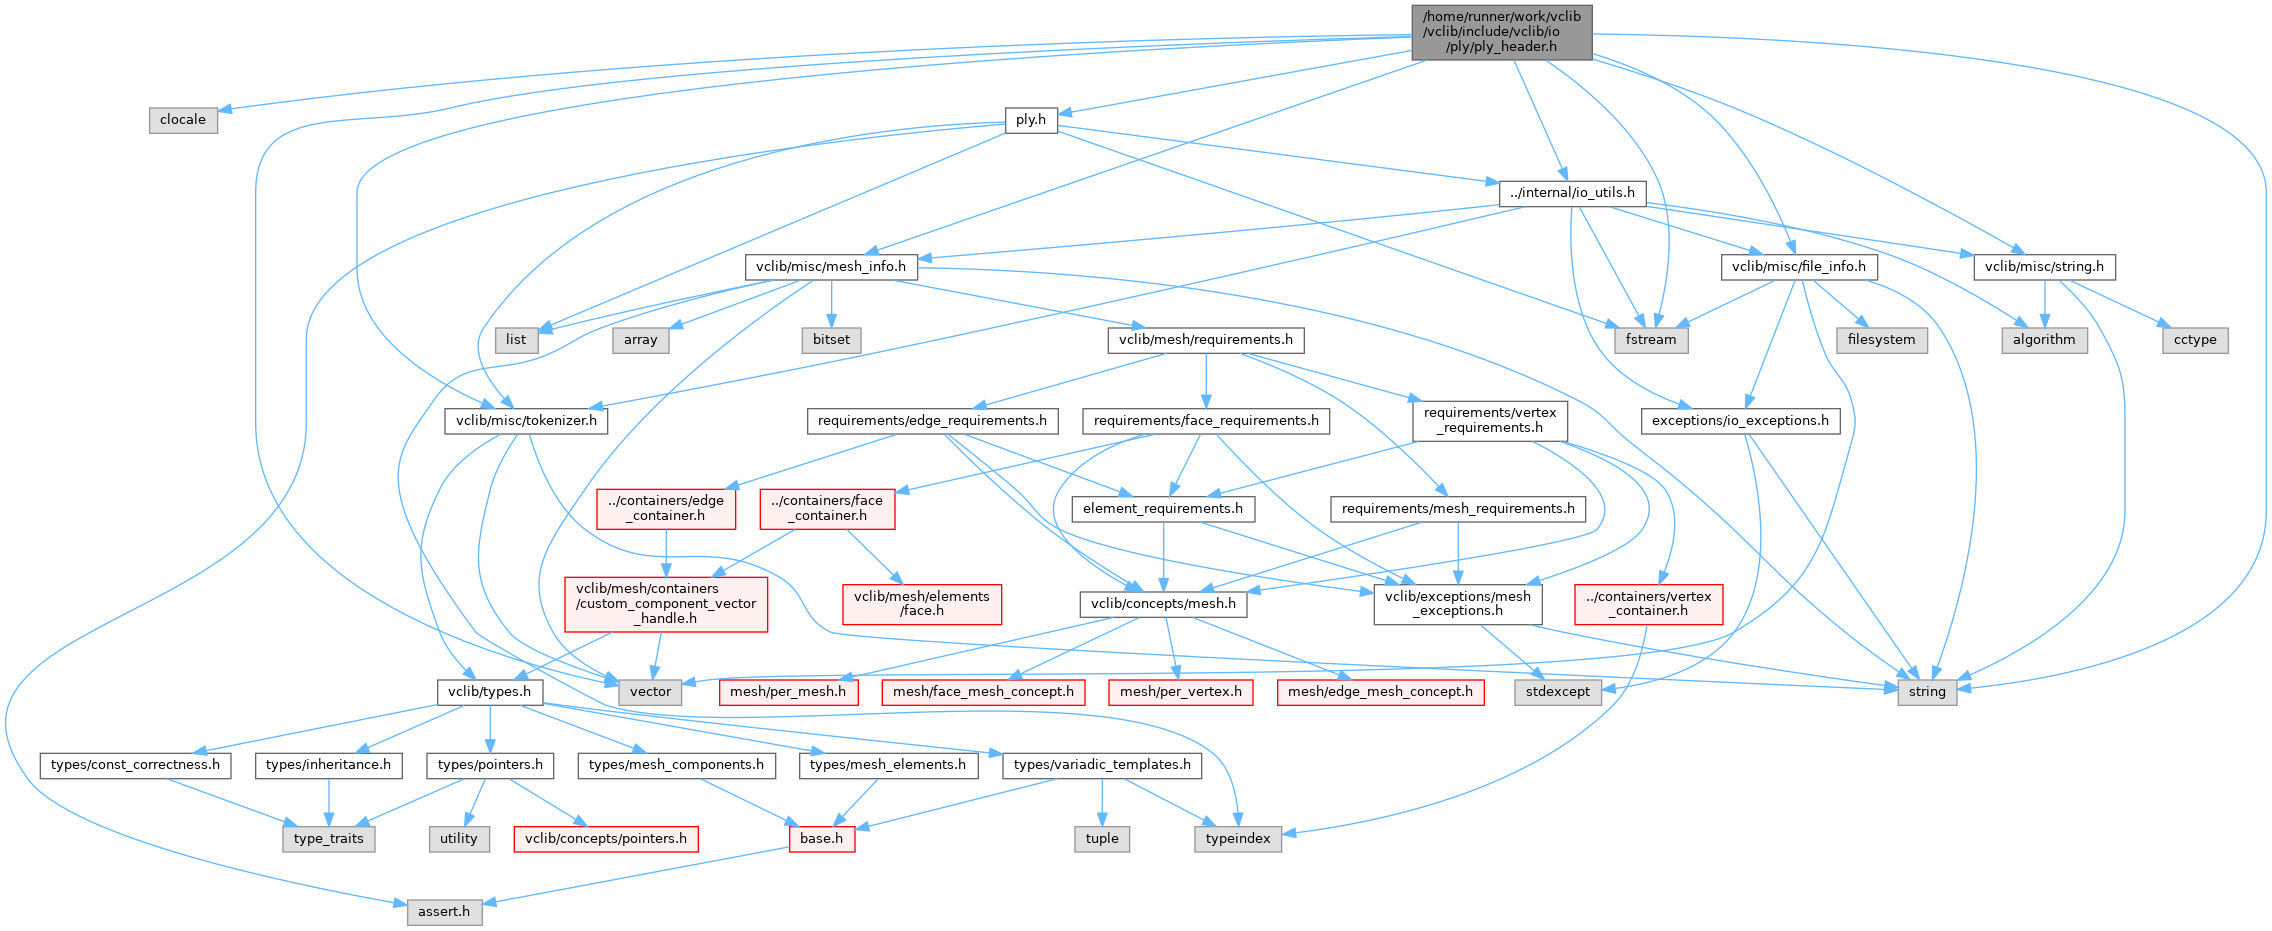 /home/runner/work/vclib
/vclib/include/vclib/io
/ply/ply_header.h
clocale
ply.h
../internal/io_utils.h
vclib/misc/mesh_info.h
vclib/misc/file_info.h
vclib/misc/string.h
list
array
bitset
vclib/mesh/requirements.h
fstream
filesystem
algorithm
cctype
vclib/misc/tokenizer.h
requirements/edge_requirements.h
requirements/face_requirements.h
requirements/vertex
_requirements.h
exceptions/io_exceptions.h
../containers/edge
_container.h
../containers/face
_container.h
element_requirements.h
requirements/mesh_requirements.h
vclib/mesh/containers
/custom_component_vector
_handle.h
vclib/mesh/elements
/face.h
vclib/concepts/mesh.h
vclib/exceptions/mesh
_exceptions.h
../containers/vertex
_container.h
vclib/types.h
vector
mesh/per_mesh.h
mesh/face_mesh_concept.h
mesh/per_vertex.h
mesh/edge_mesh_concept.h
stdexcept
string
types/const_correctness.h
types/inheritance.h
types/pointers.h
types/mesh_components.h
types/mesh_elements.h
types/variadic_templates.h
type_traits
utility
vclib/concepts/pointers.h
base.h
tuple
typeindex
assert.h